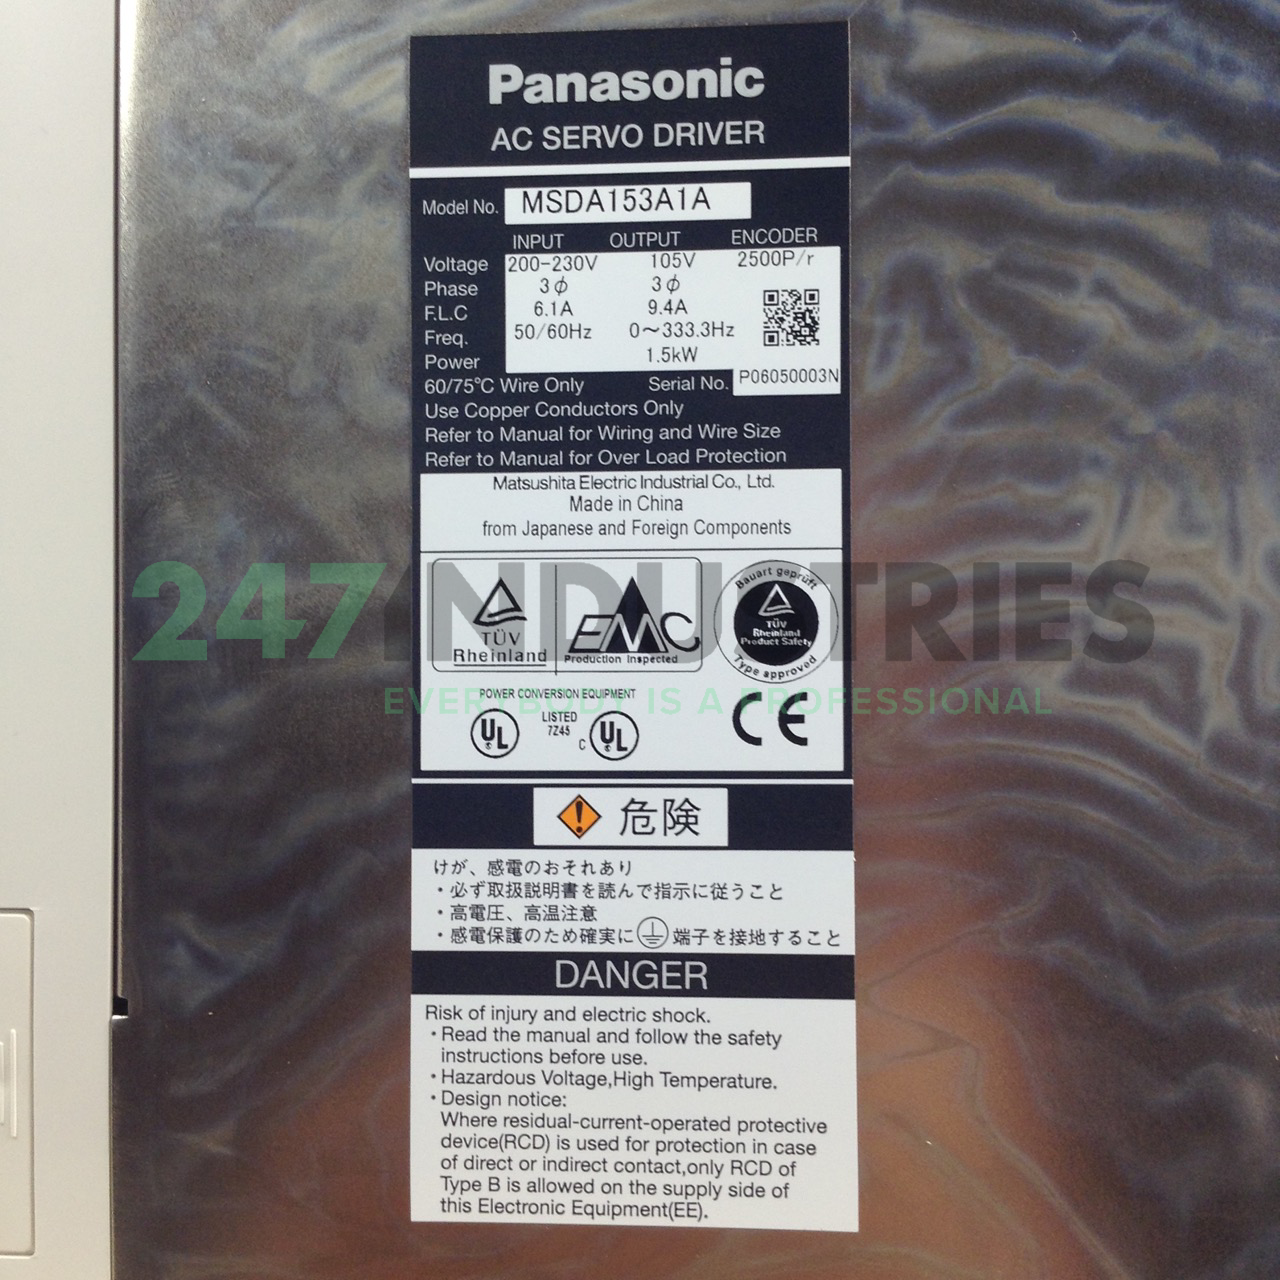 Panasonic
AC SERVO DRIVER
Model No. MSDA153A1A
INPUT OUTPUT ENCODER
Voltage 200-230V 105V 2500P/r
Phase 3ϕ 3ϕ
F.L.C 6.1A 9.4A
Freq. 50/60Hz 0~333.3Hz
Power 1.5kW
60/75°C Wire Only Serial No. P06050003N
Use Copper Conductors Only
Refer to Manual for Wiring and Wire Size
Refer to Manual for Over Load Protection
Matsushita Electric Industrial Co., Ltd.
Made in China
from Japanese and Foreign Components
247INDUSTRIES
EVERYBODY IS A PROFESSIONAL
TÜV
Rheinland
EMC
Production Inspected
Bauart geprüft
TÜV
Rheinland
Product Safety
Type approved
POWER CONVERSION EQUIPMENT
UL LISTED
7Z45
C UL
CE
危険
けが、感電のおそれあり
・必ず取扱説明書を読んで指示に従うこと
・高電圧、高温注意
・感電保護のため確実に端子を接地すること
DANGER
Risk of injury and electric shock.
・Read the manual and follow the safety
instructions before use.
・Hazardous Voltage,High Temperature.
・Design notice:
Where residual-current-operated protective
device(RCD) is used for protection in case
of direct or indirect contact,only RCD of
Type B is allowed on the supply side of
this Electronic Equipment(EE).